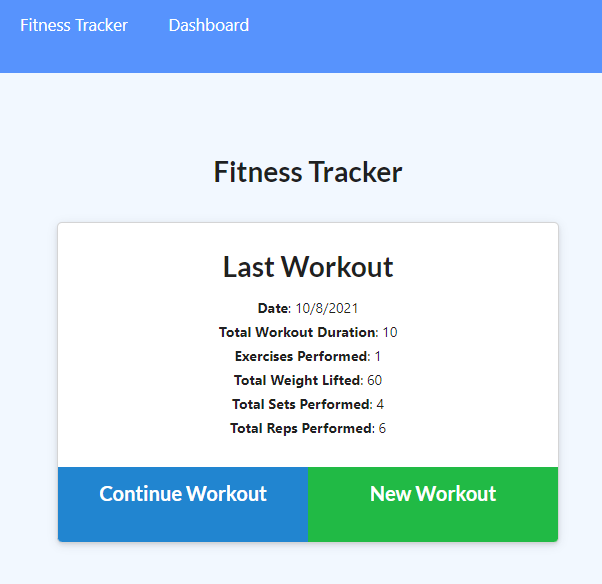 Fitness Tracker Dashboard
Fitness Tracker
Last Workout
Date: 10/8/2021
Total Workout Duration: 10
Exercises Performed: 1
Total Weight Lifted: 60
Total Sets Performed: 4
Total Reps Performed: 6
Continue Workout New Workout